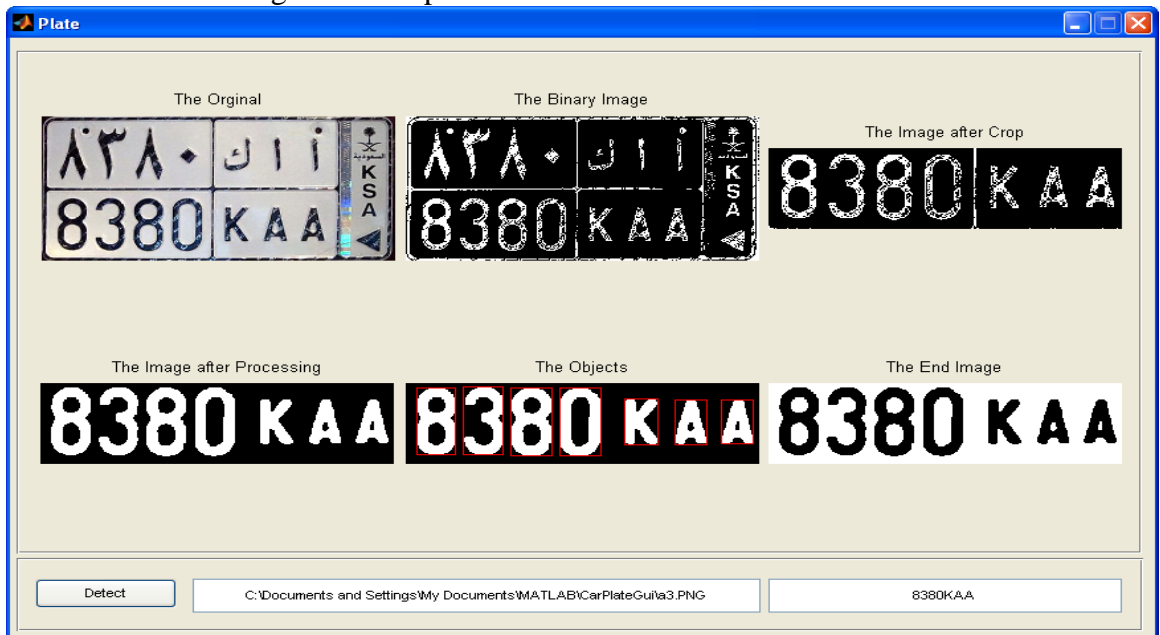 Plate
The Orginal
٨٣٨٠ أ ا ك
السعودية
8380 KAA
KSA
The Binary Image
٨٣٨٠ أ ا ك
8380 KAA
KSA
The Image after Crop
8380 KAA
The Image after Processing
8380 KAA
The Objects
8380 KAA
The End Image
8380 KAA
Detect
C:\Documents and Settings\My Documents\MATLAB\CarPlateGui\a3.PNG
8380KAA